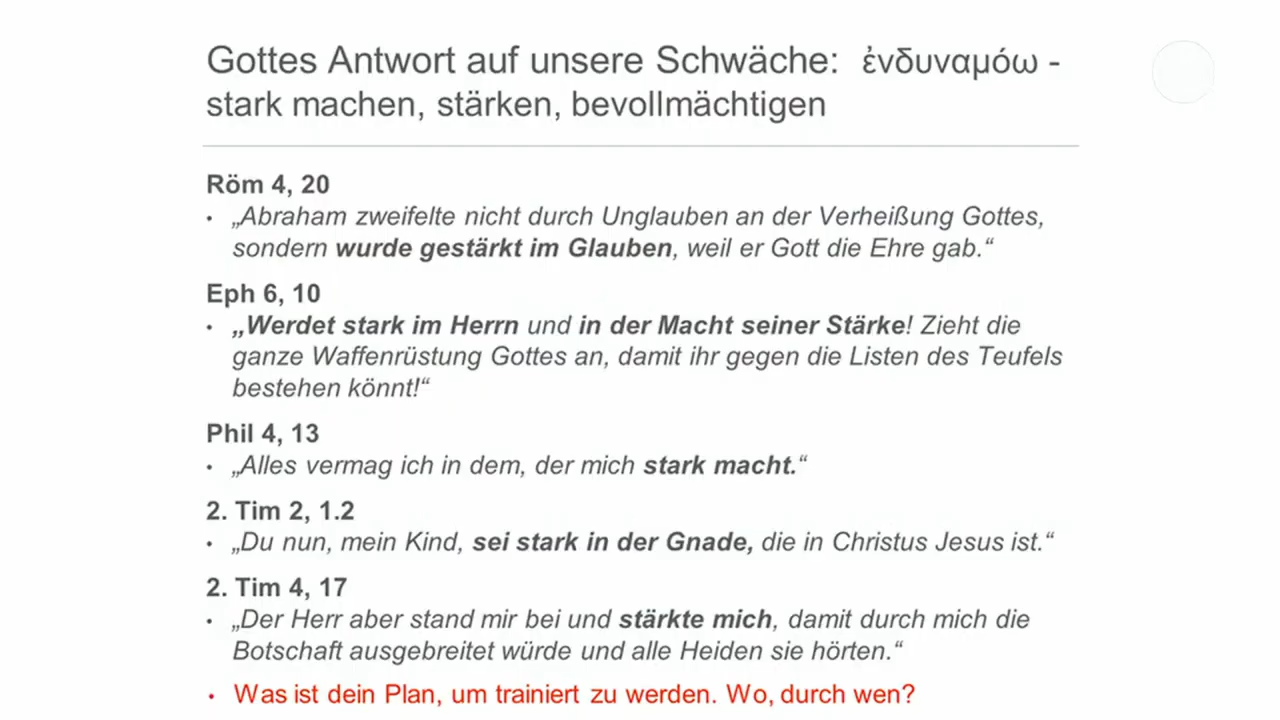 Gottes Antwort auf unsere Schwäche: ἐνδυναμόω -
stark machen, stärken, bevollmächtigen
Röm 4, 20
• „Abraham zweifelte nicht durch Unglauben an der Verheißung Gottes,
sondern wurde gestärkt im Glauben, weil er Gott die Ehre gab.“
Eph 6, 10
• „Werdet stark im Herrn und in der Macht seiner Stärke! Zieht die
ganze Waffenrüstung Gottes an, damit ihr gegen die Listen des Teufels
bestehen könnt!“
Phil 4, 13
• „Alles vermag ich in dem, der mich stark macht.“
2. Tim 2, 1.2
• „Du nun, mein Kind, sei stark in der Gnade, die in Christus Jesus ist.“
2. Tim 4, 17
• „Der Herr aber stand mir bei und stärkte mich, damit durch mich die
Botschaft ausgebreitet würde und alle Heiden sie hörten.“
• Was ist dein Plan, um trainiert zu werden. Wo, durch wen?